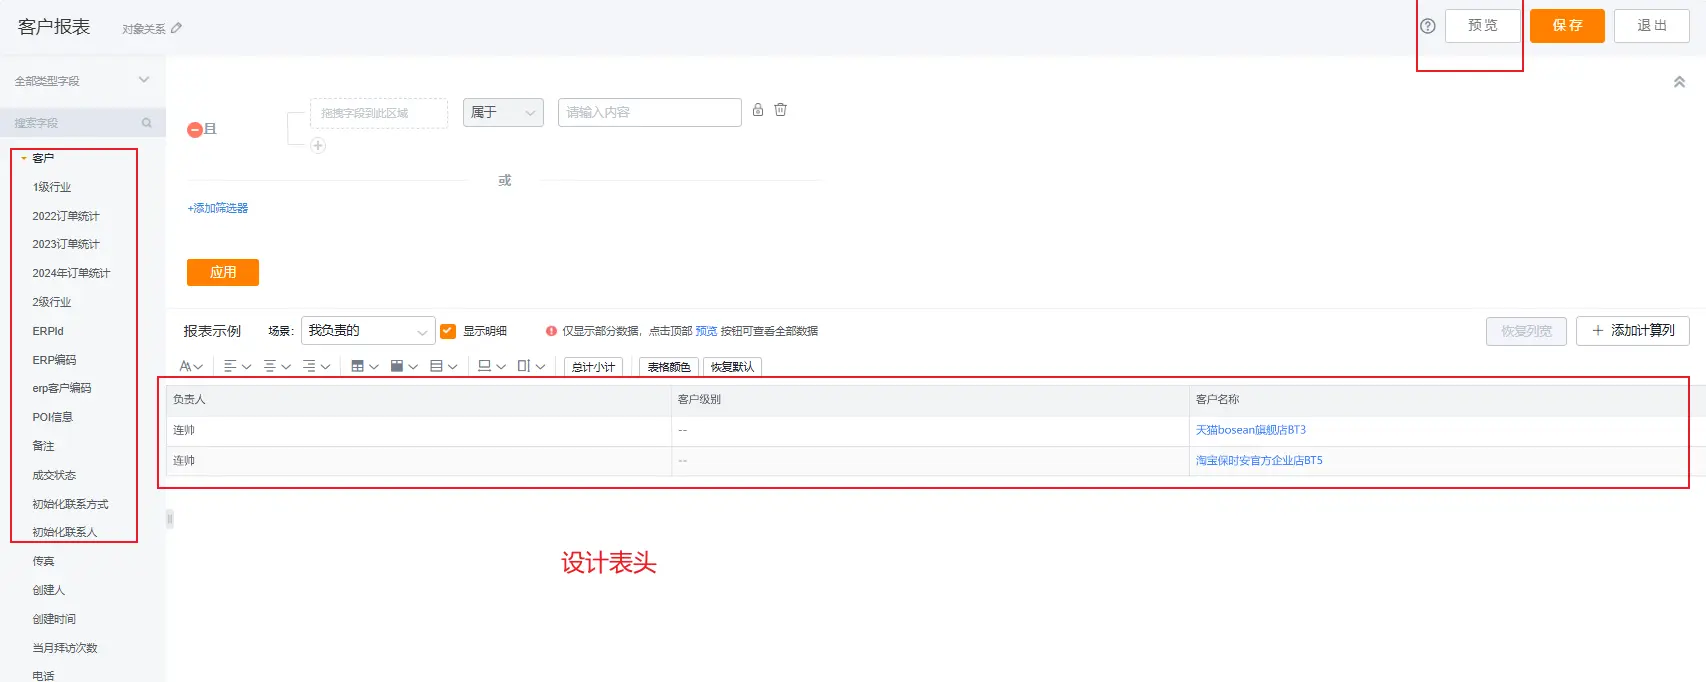 客户报表
对象关系
预 览
保 存
退 出
全部类型字段
搜索字段
客户
1级行业
2022订单统计
2023订单统计
2024年订单统计
2级行业
ERPId
ERP编码
erp客户编码
POI信息
备注
成交状态
初始化联系方式
初始化联系人
传真
创建人
创建时间
当月拜访次数
电话
且
拖拽字段到此区域
属于
请输入内容
或
+添加筛选器
应用
报表示例
场景:
我负责的
显示明细
仅显示部分数据，点击顶部 预览 按钮可查看全部数据
恢复列宽
添加计算列
总计小计
表格颜色
恢复默认
负责人 客户级别 客户名称
连帅 -- 天猫bosean旗舰店BT3
连帅 -- 淘宝保时安官方企业店BT5
设计表头